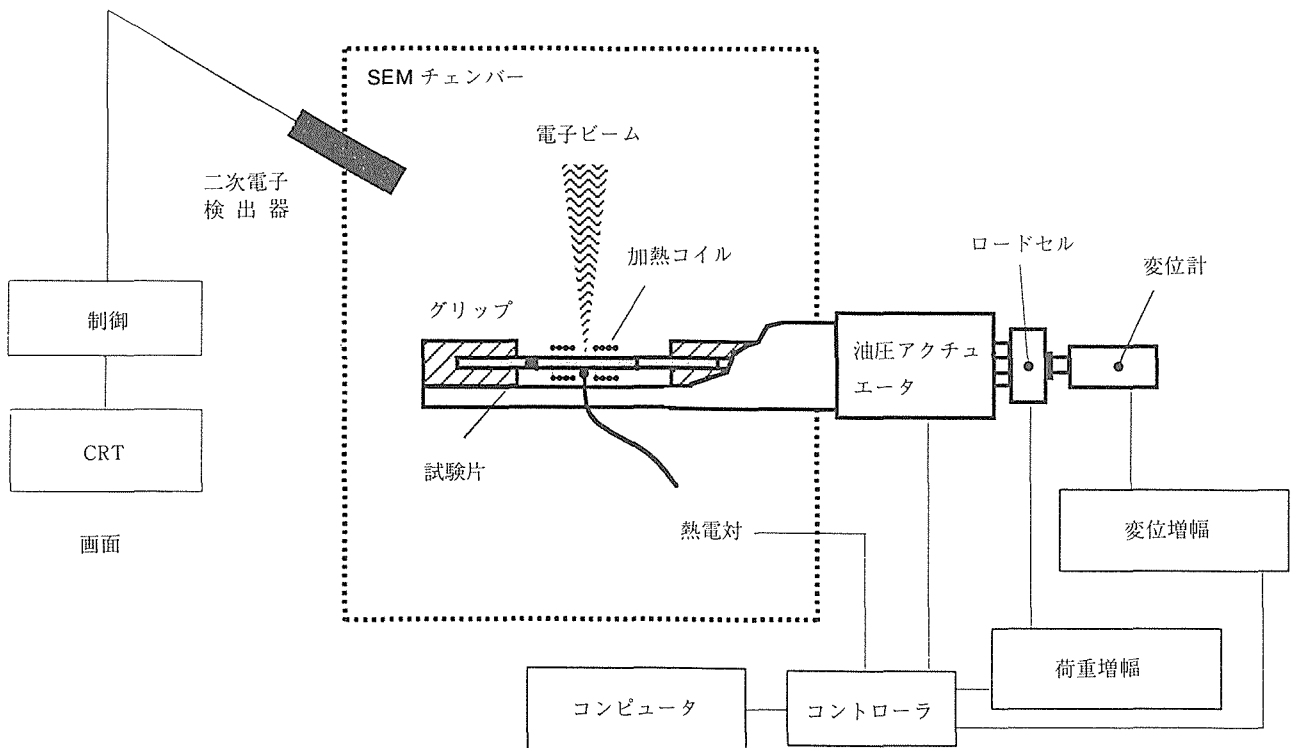 SEM チェンバー
電子ビーム
二次電子
検出器
加熱コイル
ロードセル
変位計
制御
グリップ
油圧アクチュ
エータ
CRT
試験片
画面
熱電対
変位増幅
荷重増幅
コンピュータ
コントローラ